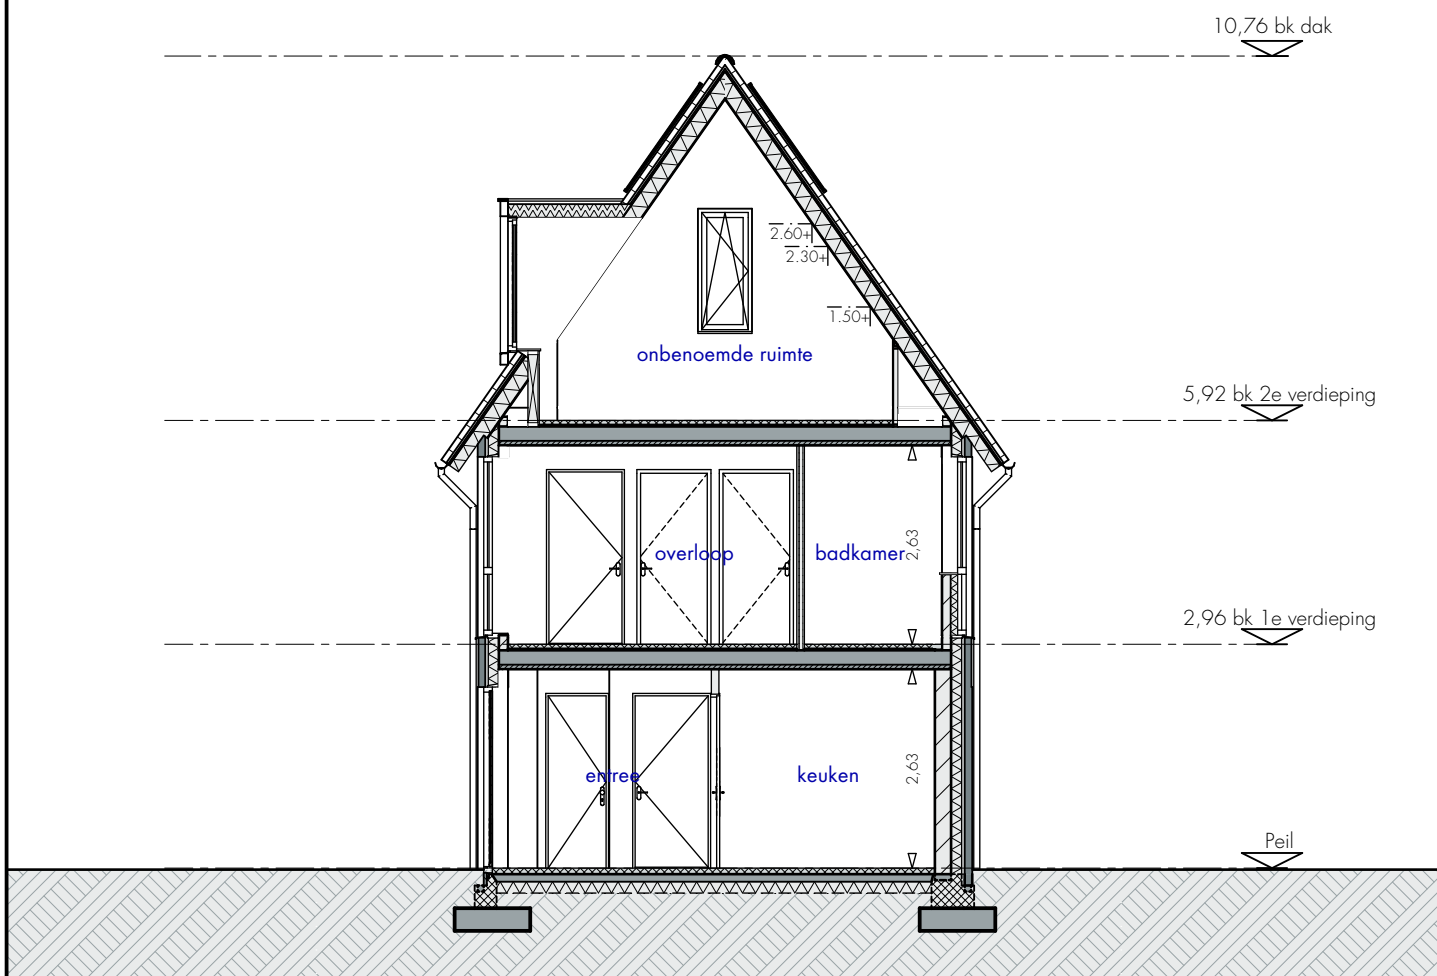 10,76 bk dak
2.60+
2.30+
1.50+
onbenoemde ruimte
5,92 bk 2e verdieping
overloop
badkamer
2,63
2,96 bk 1e verdieping
entree
keuken
2,63
Peil